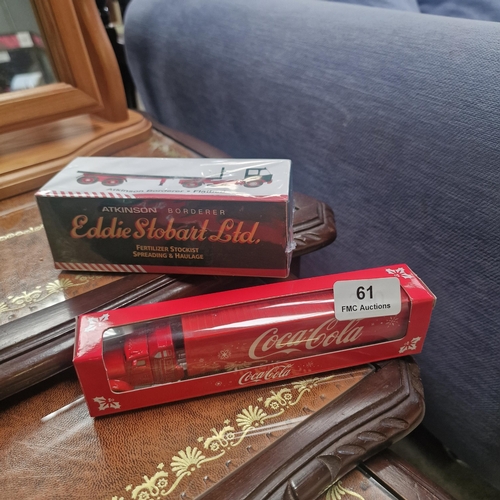 ATKINSON BORDERER
Eddie Stobart Ltd.
FERTILIZER STOCKIST
SPREADING & HAULAGE
61
FMC Auctions
Coca-Cola
Coca-Cola